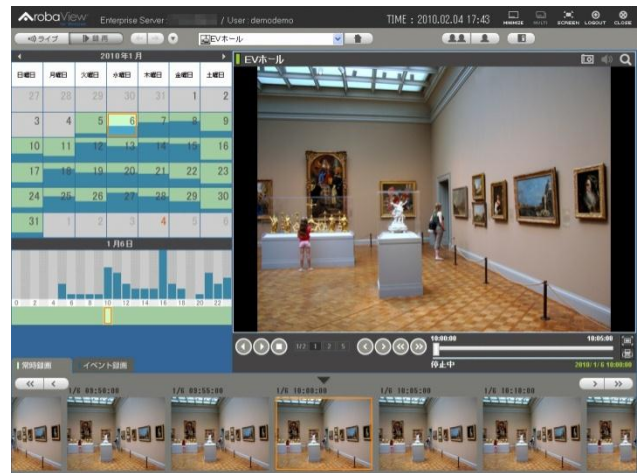 ArobaView Enterprise Server: / User: demodemo
TIME : 2010.02.04 17:43
MINIMIZE MULTI SCREEN LOGOUT CLOSE
ライブ 録画
EVホール
2010年1月
日曜日 月曜日 火曜日 水曜日 木曜日 金曜日 土曜日
27 28 29 30 31 1 2
3 4 5 6 7 8 9
10 11 12 13 14 15 16
17 18 19 20 21 22 23
24 25 26 27 28 29 30
31 1 2 3 4 5 6
1月6日
0 2 4 6 8 10 12 14 16 18 20 22
EVホール
1/2 1 2 5
10:00:00 10:05:00
停止中 2010/ 1/ 6 10:00:00
常時録画 イベント録画
1/6 09:50:00 1/6 09:55:00 1/6 10:00:00 1/6 10:05:00 1/6 10:10:00